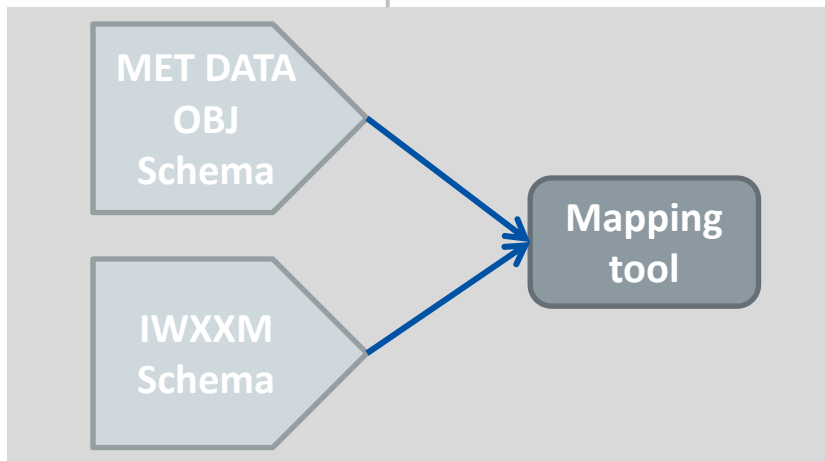 MET DATA
OBJ
Schema
Mapping
tool
IWXXM
Schema